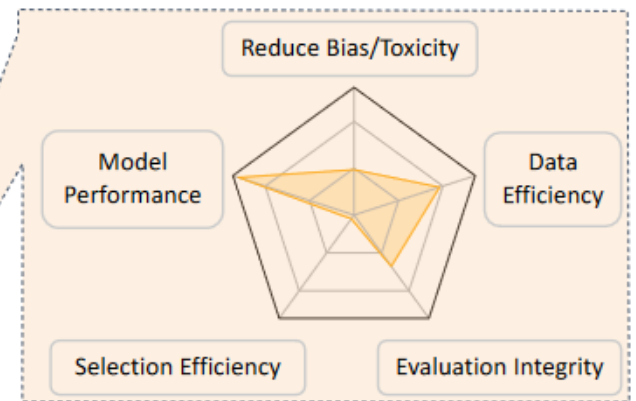 Reduce Bias/Toxicity
Model
Performance
Data
Efficiency
Selection Efficiency
Evaluation Integrity